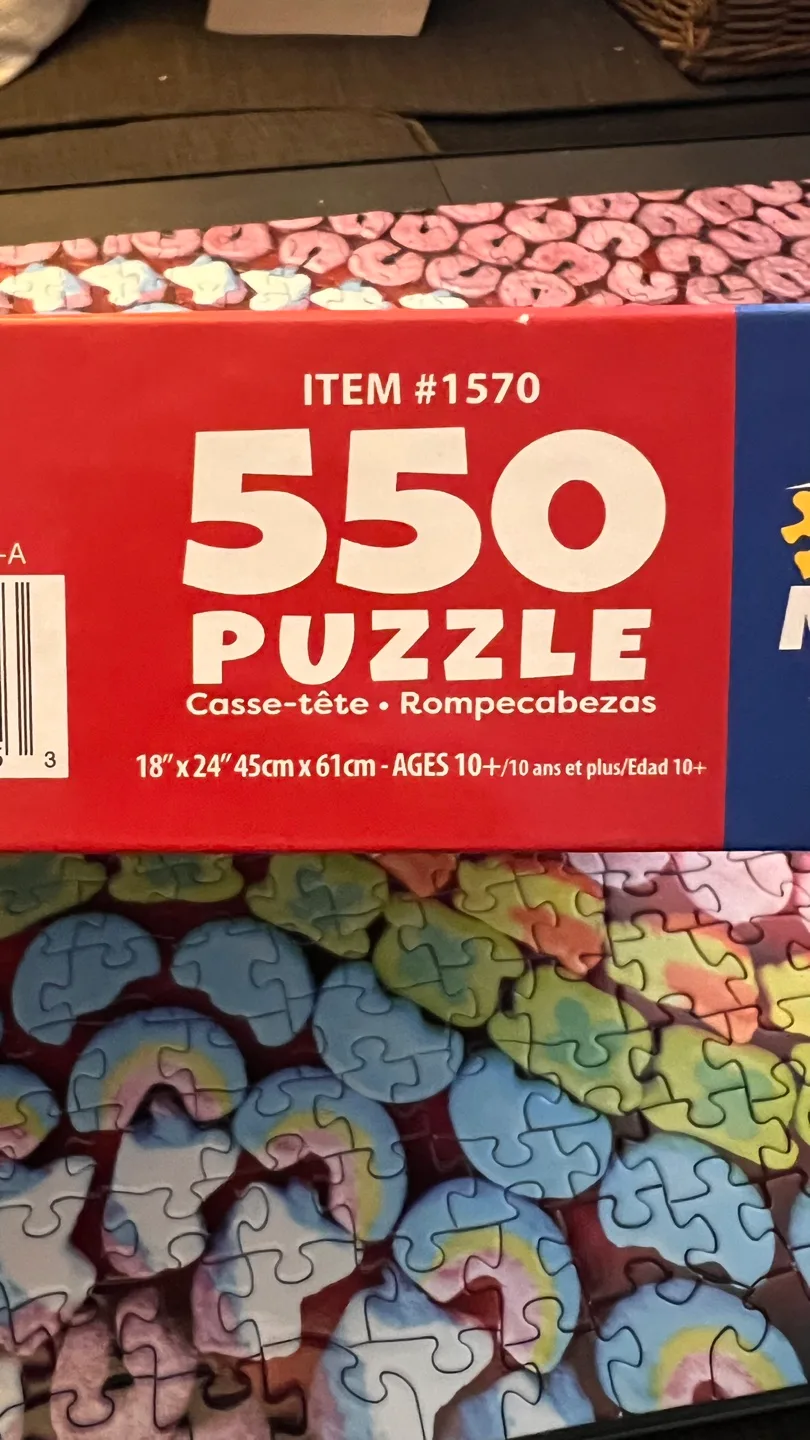 ITEM #1570
550
PUZZLE
Casse-tête • Rompecabezas
18” x 24” 45cm x 61cm - AGES 10+/10 ans et plus/Edad 10+
-A
3